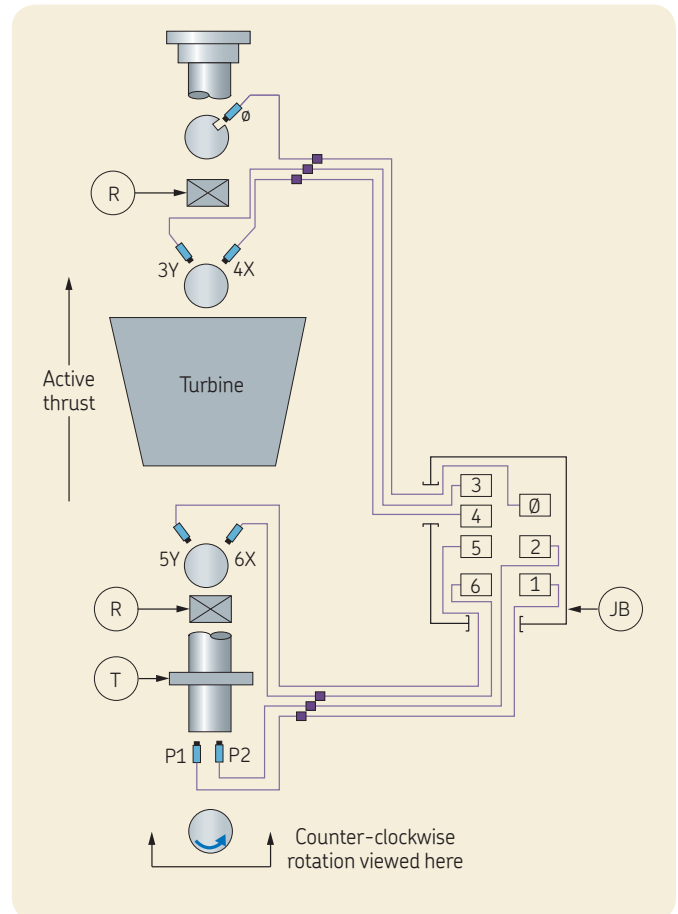 Ø
R
3Y 4X
Active
thrust
Turbine
3
Ø
4
5
2
6
1
JB
5Y 6X
R
T
P1 P2
Counter-clockwise
rotation viewed here